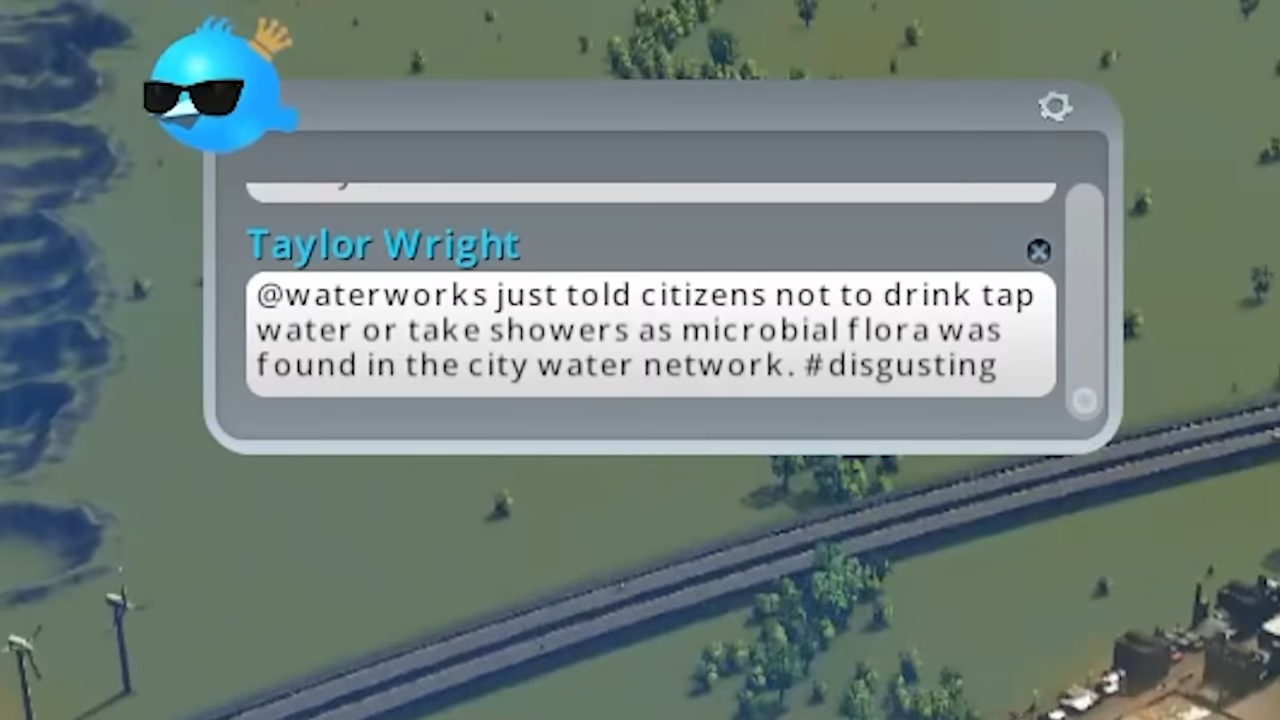 Taylor Wright
@waterworks just told citizens not to drink tap
water or take showers as microbial flora was
found in the city water network. #disgusting